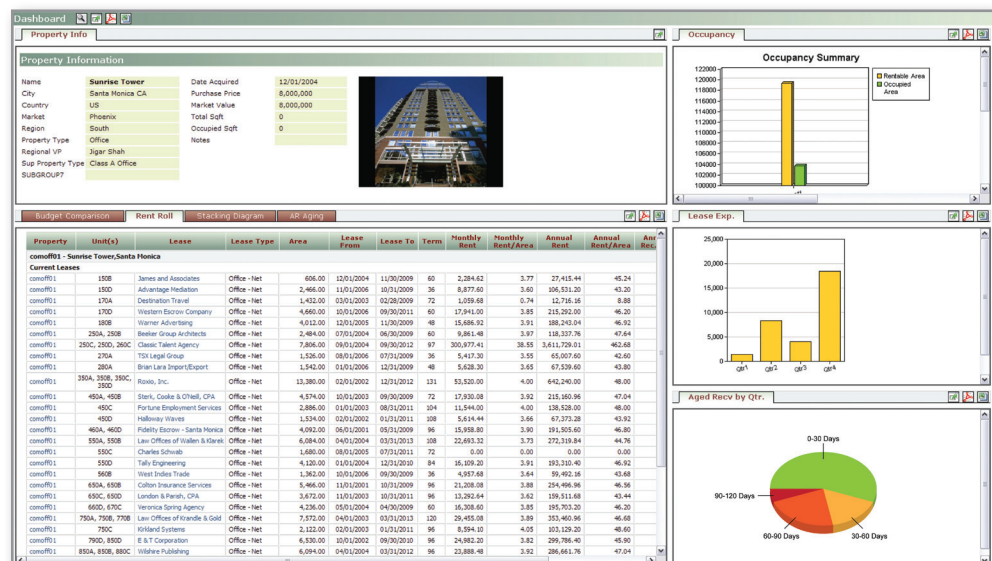 Dashboard
Property Info
Property Information
Name Sunrise Tower Date Acquired 12/01/2004
City Santa Monica CA Purchase Price 8,000,000
Country US Market Value 8,000,000
Market Phoenix Total Sqft 0
Region South Occupied Sqft 0
Property Type Office Notes
Regional VP Jigar Shah
Sup Property Type Class A Office
SUBGROUP7
Occupancy
Occupancy Summary
122000
120000
118000
116000
114000
112000
110000
108000
106000
104000
102000
100000
Rentable Area
Occupied Area
Budget Comparison Rent Roll Stacking Diagram AR Aging
Property Unit(s) Lease Lease Type Area Lease From Lease To Term Monthly Rent Monthly Rent/Area Annual Rent Annual Rent/Area
comoff01 - Sunrise Tower,Santa Monica
Current Leases
comoff01 150B James and Associates Office - Net 606.00 12/01/2004 11/30/2009 60 2,284.62 3.77 27,415.44 45.24
comoff01 150D Advantage Mediation Office - Net 2,466.00 11/01/2006 10/31/2009 36 8,877.60 3.60 106,531.20 43.20
comoff01 170A Destination Travel Office - Net 1,432.00 03/01/2003 02/28/2009 72 1,059.68 0.74 12,716.16 8.88
comoff01 170D Western Escrow Company Office - Net 4,660.00 10/01/2006 09/30/2011 60 17,941.00 3.85 215,292.00 46.20
comoff01 180B Warner Advertising Office - Net 4,012.00 12/01/2005 11/30/2009 48 15,686.92 3.91 188,243.04 46.92
comoff01 250A, 250B Beeker Group Architects Office - Net 2,484.00 07/01/2004 06/30/2009 60 9,861.48 3.97 118,337.76 47.64
comoff01 250C, 250D, 260C Classic Talent Agency Office - Net 7,806.00 09/01/2004 09/30/2012 97 300,977.41 38.55 3,611,729.01 462.68
comoff01 270A TSX Legal Group Office - Net 1,526.00 08/01/2006 07/31/2009 36 5,417.30 3.55 65,007.60 42.60
comoff01 280A Brian Lara Import/Export Office - Net 1,542.00 01/01/2006 12/31/2009 48 5,628.30 3.65 67,539.60 43.80
comoff01 350A, 350B, 350C, 350D Roxio, Inc. Office - Net 13,380.00 02/01/2002 12/31/2012 131 53,520.00 4.00 642,240.00 48.00
comoff01 450A, 450B Sterk, Cooke & O'Neil, CPA Office - Net 4,574.00 10/01/2003 09/30/2009 72 17,930.08 3.92 215,160.96 47.04
comoff01 450C Fortune Employment Services Office - Net 2,886.00 01/01/2003 08/31/2011 104 11,544.00 4.00 138,528.00 48.00
comoff01 450D Halloway Waves Office - Net 1,534.00 02/01/2002 01/31/2011 108 5,614.44 3.66 67,373.28 43.92
comoff01 460A, 460D Fidelity Escrow - Santa Monica Office - Net 4,092.00 06/01/2001 05/31/2009 96 15,958.80 3.90 191,505.60 46.80
comoff01 550A, 550B Law Offices of Wallen & Klarek Office - Net 6,084.00 04/01/2004 03/31/2013 108 22,693.32 3.73 272,319.84 44.76
comoff01 550C Charles Schwab Office - Net 1,680.00 08/01/2005 07/31/2011 72 0.00 0.00 0.00 0.00
comoff01 550D Tally Engineering Office - Net 4,120.00 01/01/2004 12/31/2010 84 16,109.20 3.91 193,310.40 46.92
comoff01 560B West Indies Trade Office - Net 1,362.00 10/01/2006 09/30/2009 36 4,957.68 3.64 59,492.16 43.68
comoff01 650A, 650B Colton Insurance Services Office - Net 5,466.00 11/01/2001 10/31/2009 96 21,208.08 3.88 254,496.96 46.56
comoff01 650C, 650D London & Parish, CPA Office - Net 3,672.00 11/01/2003 10/31/2011 96 13,292.64 3.62 159,511.68 43.44
comoff01 660D, 670C Veronica Spring Agency Office - Net 4,236.00 05/01/2005 04/30/2009 60 16,308.60 3.85 195,703.20 46.20
comoff01 750A, 750B, 770B Law Offices of Krandle & Gold Office - Net 7,572.00 04/01/2003 03/31/2013 120 29,455.08 3.89 353,460.96 46.68
comoff01 750C Kirkland Systems Office - Net 2,122.00 02/01/2003 01/31/2011 96 8,594.10 4.05 103,129.20 48.60
comoff01 790D, 850D E & T Corporation Office - Net 6,530.00 10/01/2002 09/30/2010 96 24,982.20 3.82 299,786.40 45.90
comoff01 850A, 850B, 880C Wilshire Publishing Office - Net 6,094.00 04/01/2004 03/31/2012 96 23,888.48 3.92 286,661.76 47.04
Lease Exp.
25,000
20,000
15,000
10,000
5,000
0
Qtr1 Qtr2 Qtr3 Qtr4
Aged Recv by Qtr.
0-30 Days
90-120 Days
60-90 Days
30-60 Days